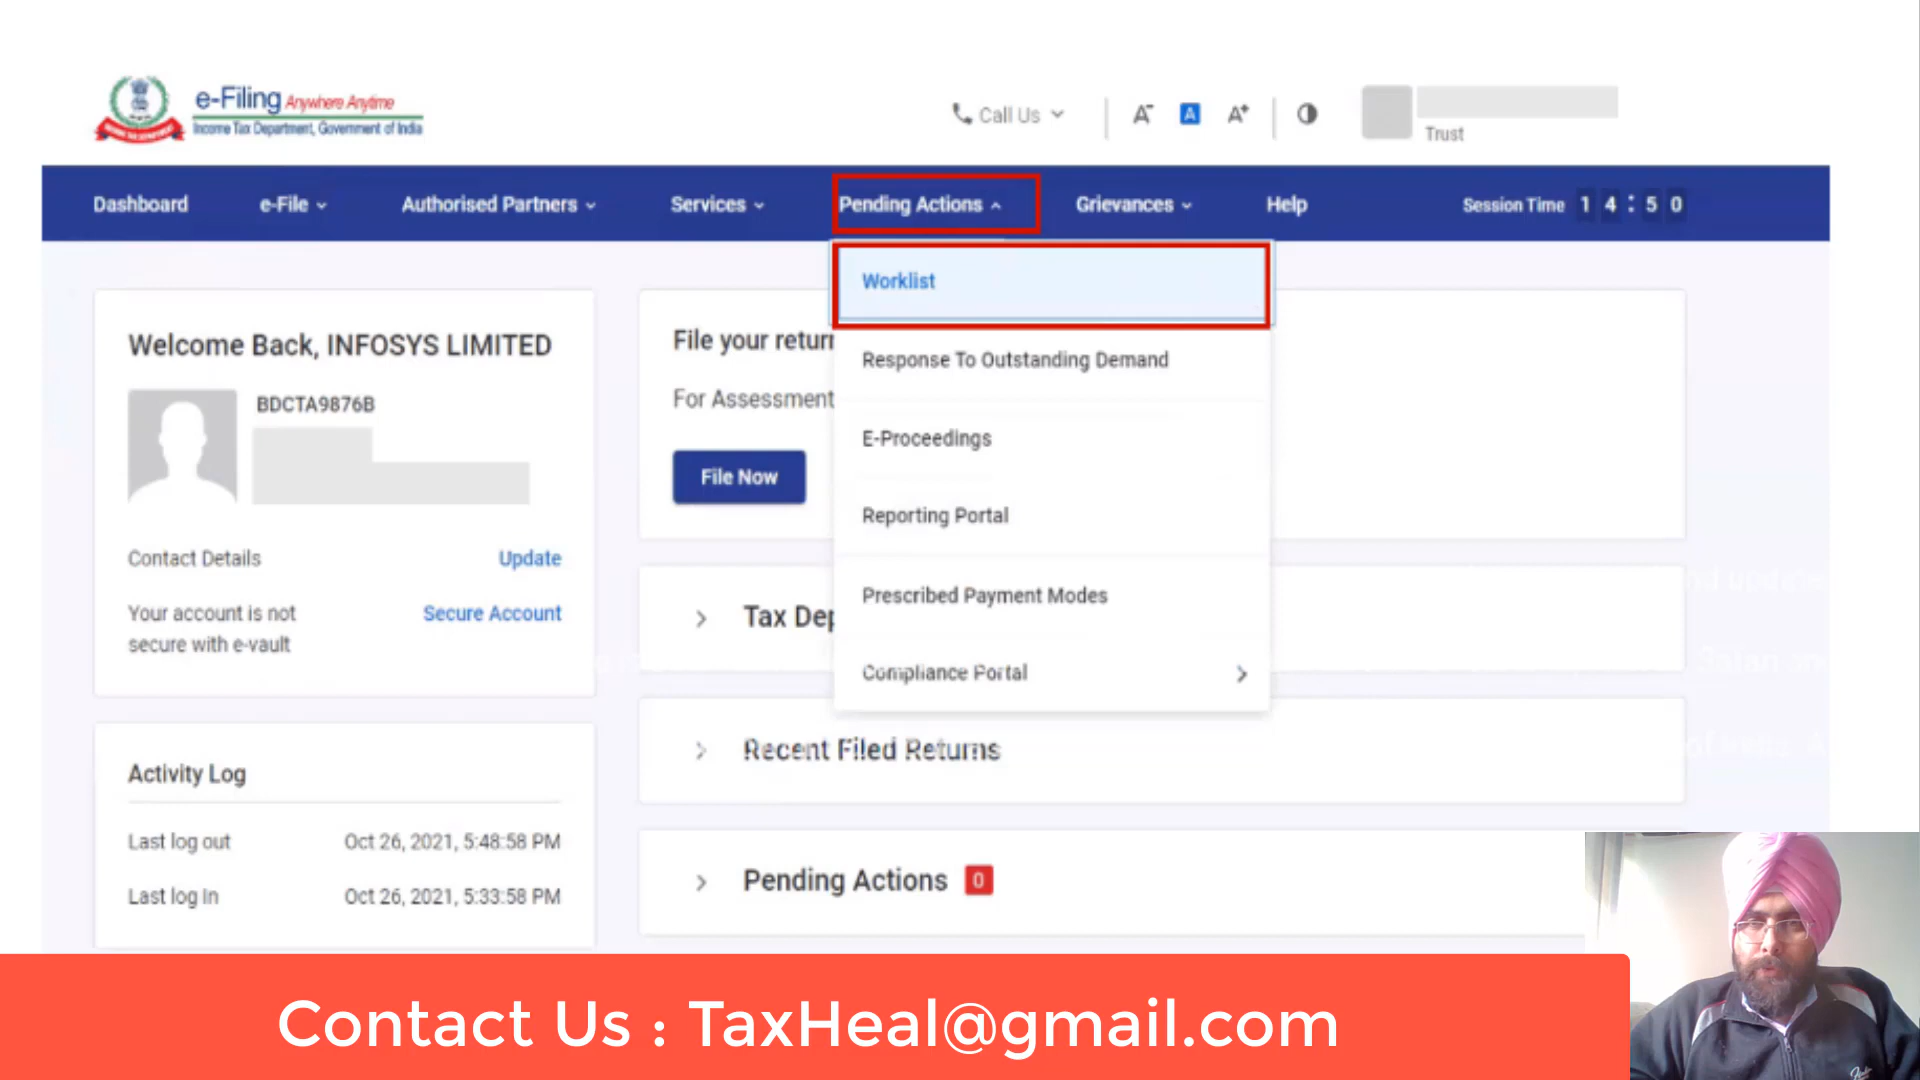 e-Filing Anywhere Anytime
Income Tax Department, Government of India
Call Us
A-
A
A+
Trust
Dashboard
e-File
Authorised Partners
Services
Pending Actions
Grievances
Help
Session Time 1 4 : 5 0
Worklist
Response To Outstanding Demand
E-Proceedings
Reporting Portal
Prescribed Payment Modes
Compliance Portal
Welcome Back, INFOSYS LIMITED
BDCTA9876B
Contact Details
Update
Your account is not
secure with e-vault
Secure Account
File your return
For Assessment
File Now
Tax Dep
Recent Filed Returns
Pending Actions 0
Activity Log
Last log out Oct 26, 2021, 5:48:58 PM
Last log In Oct 26, 2021, 5:33:58 PM
Contact Us : TaxHeal@gmail.com